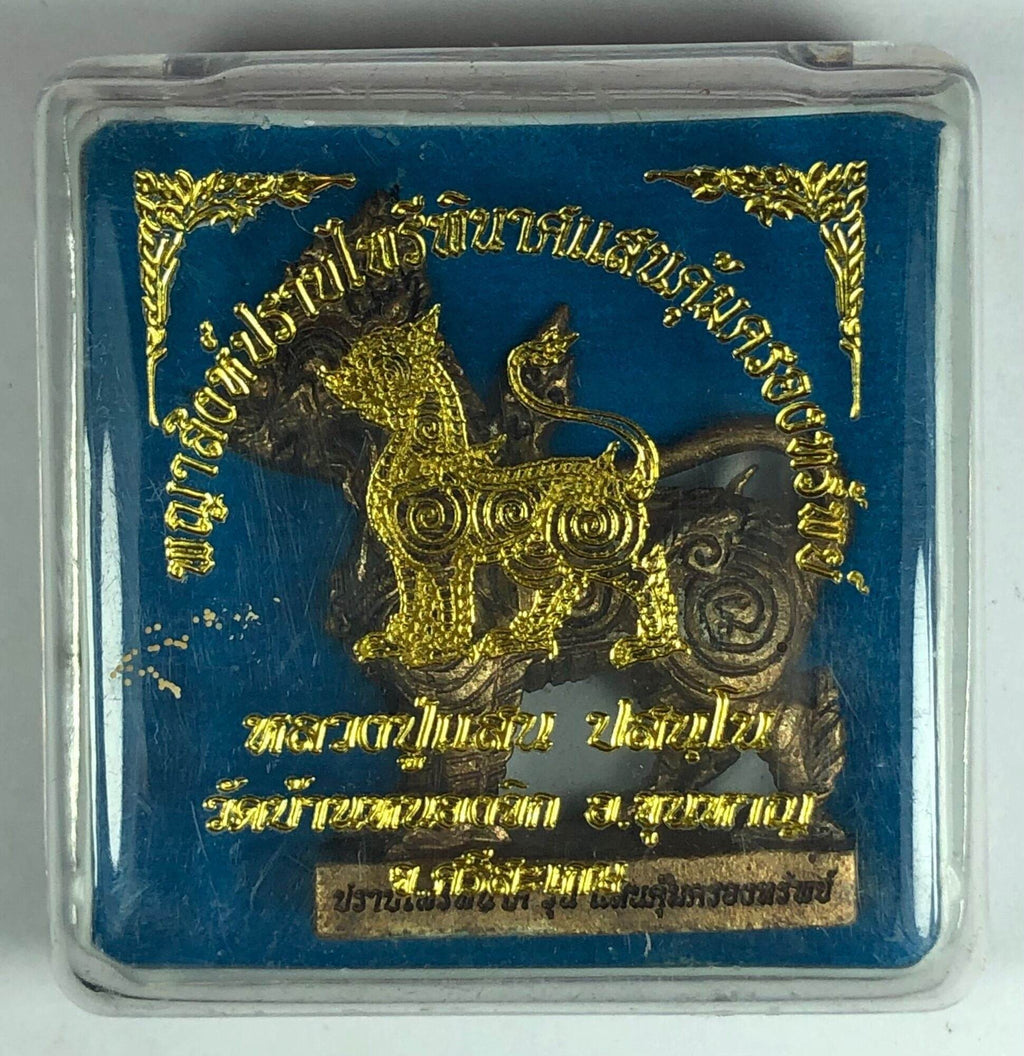 พญาสิงห์ปราบไพรีพินาศแสนคุ้มครองทรัพย์
หลวงปู่แสน ปสนฺโน
วัดบ้านหนองจิก อ.ขุนหาญ
จ.ศรีสะเกษ
ปราบไพรีพินาศ รุ่น แสนคุ้มครองทรัพย์